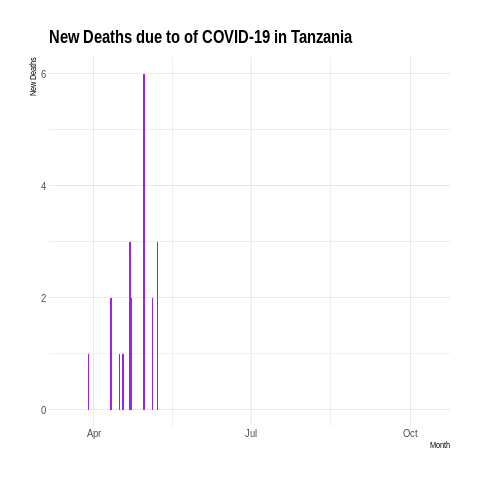 New Deaths due to of COVID-19 in Tanzania
New Deaths
6
4
2
0
Apr
Jul
Oct
Month